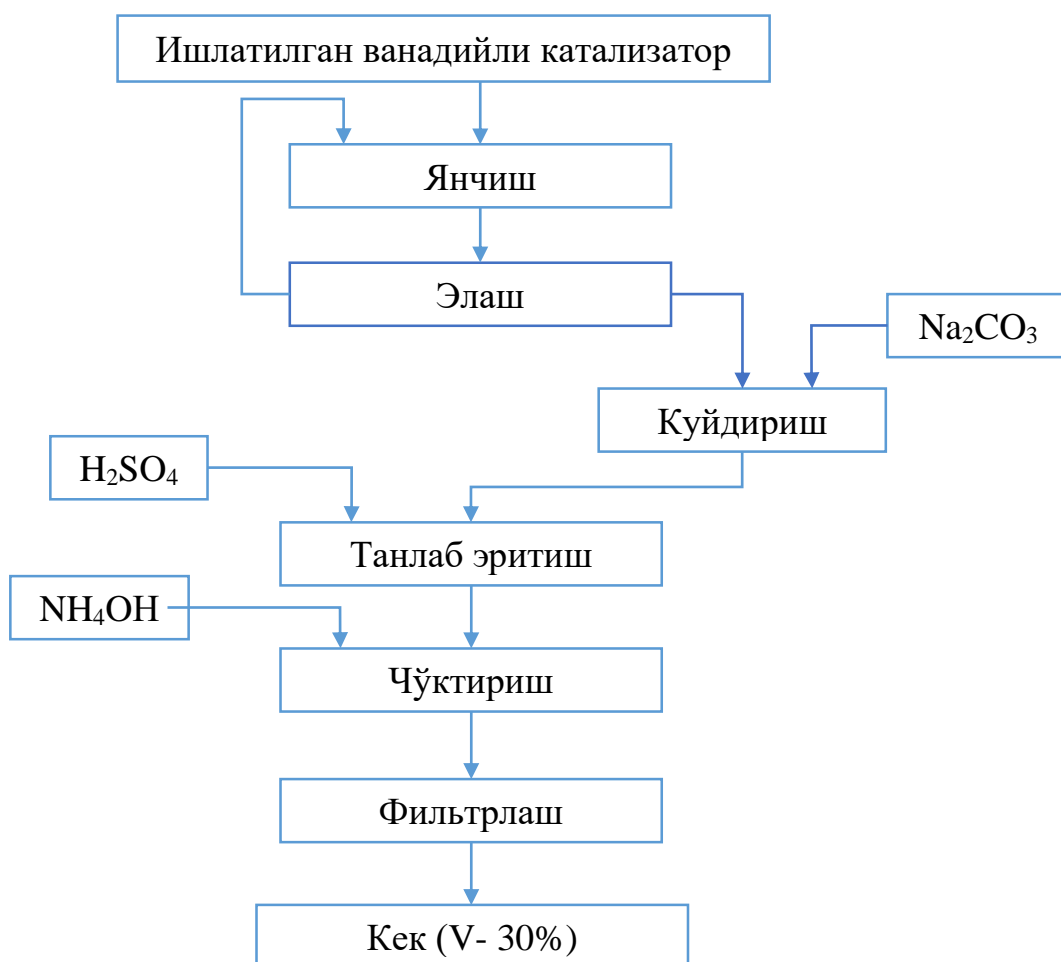 Ишлатилган ванадийли катализатор
Янчиш
Элаш
Na₂CO₃
Куйдириш
H₂SO₄
Танлаб эритиш
NH₄OH
Чўктириш
Фильтрлаш
Кек (V- 30%)